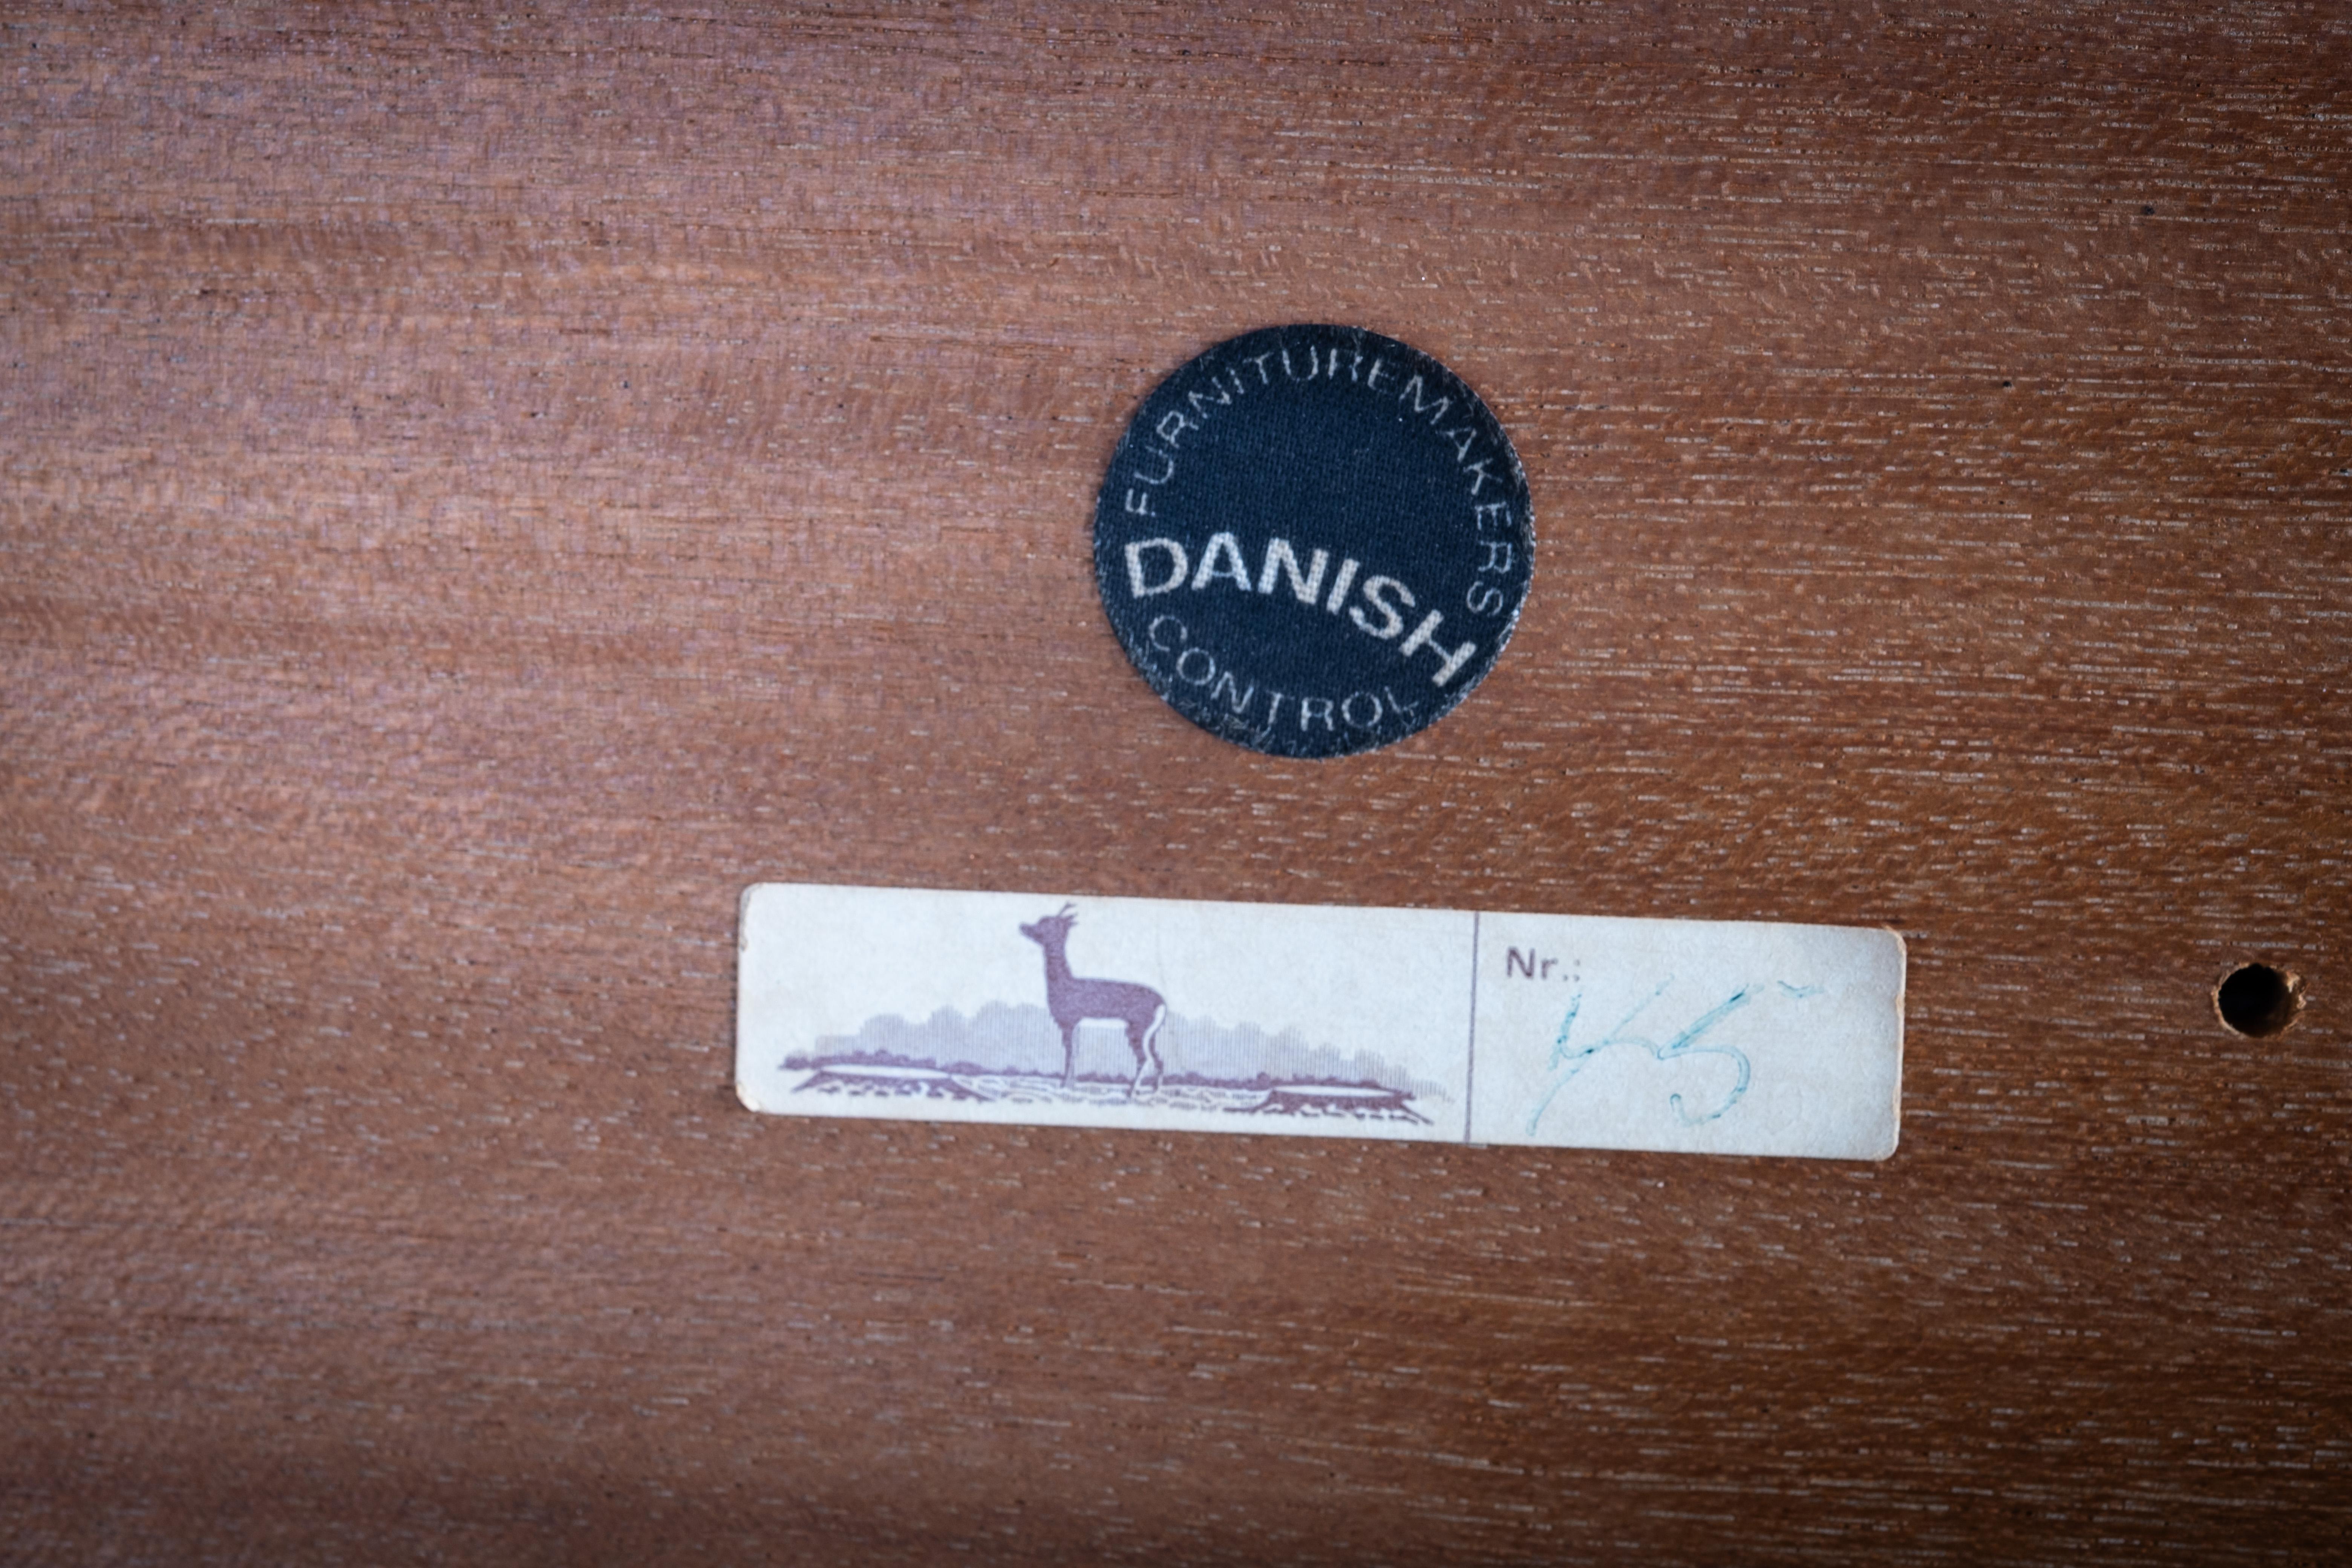 FURNITUREMAKERS
DANISH
CONTROL
Nr.:
45